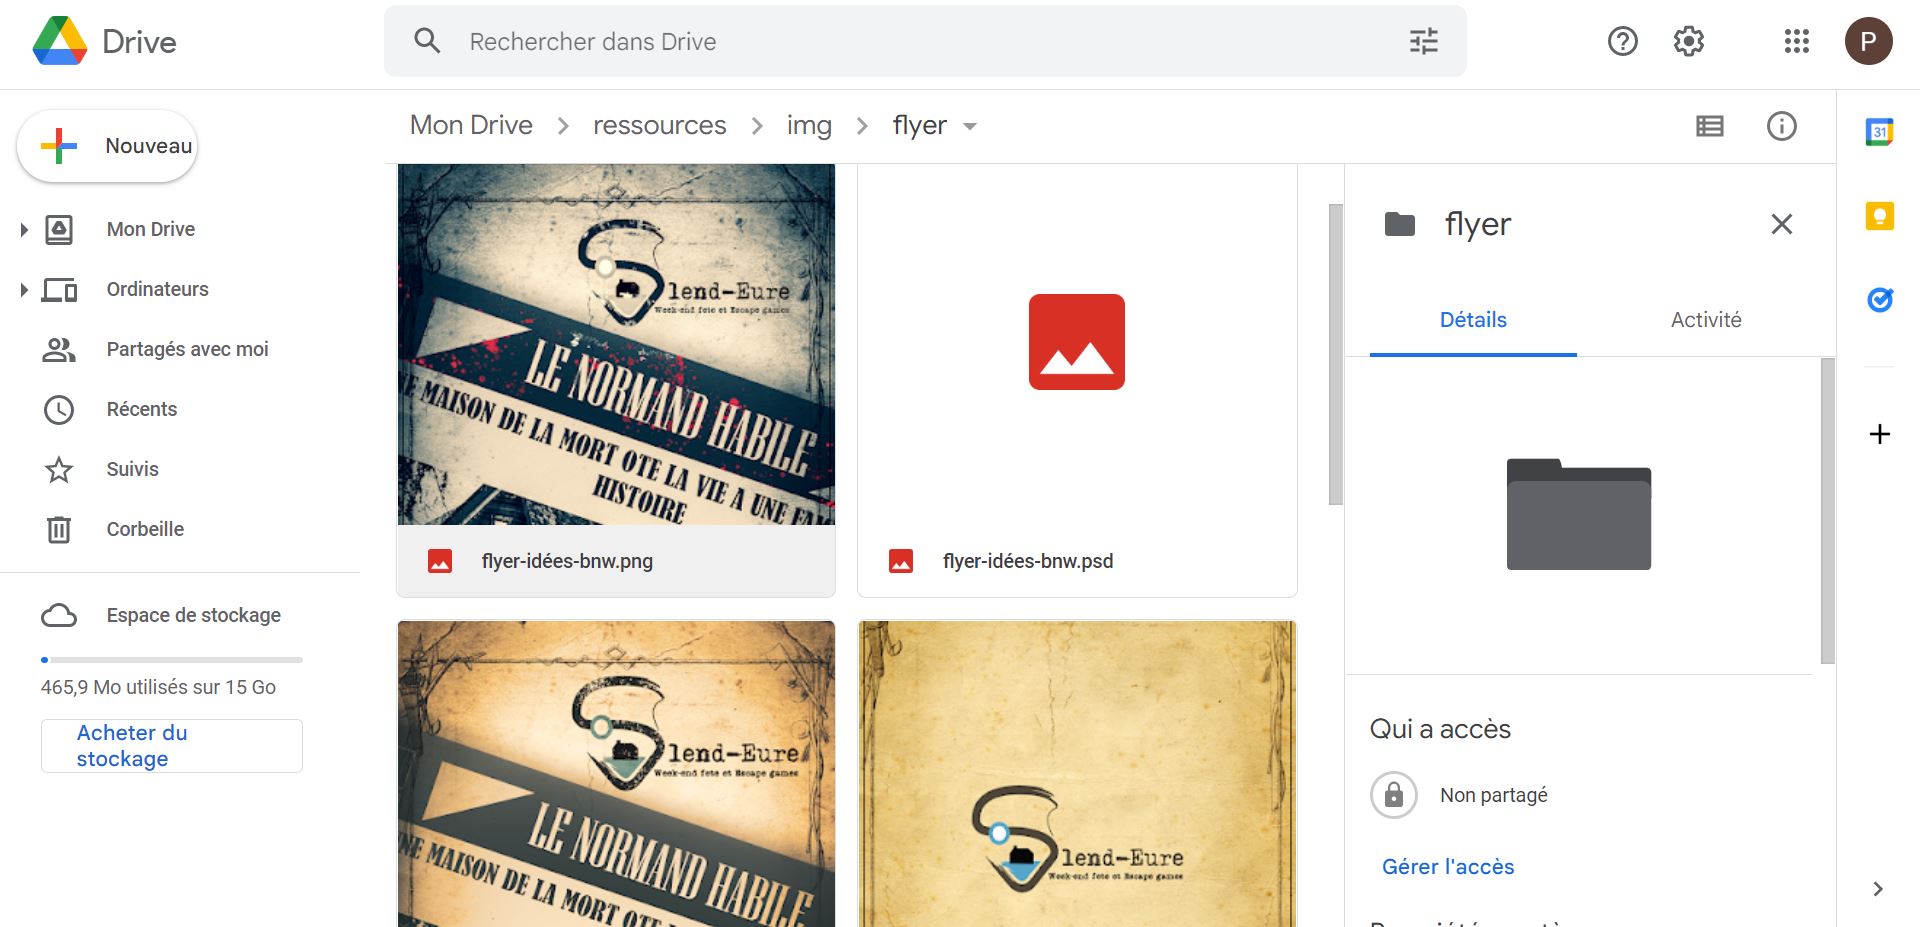 Drive
Rechercher dans Drive
P
Nouveau
Mon Drive
ressources
img
flyer
31
Mon Drive
Ordinateurs
Partagés avec moi
Récents
Suivis
Corbeille
Espace de stockage
465,9 Mo utilisés sur 15 Go
Acheter du
stockage
lend-Eure
Week-end fete et Escape games
LE NORMAND HABILE
MAISON DE LA MORT OTE LA VIE A UNE
HISTOIRE
flyer-idées-bnw.png
flyer-idées-bnw.psd
lend-Eure
Week-end fete et Escape games
LE NORMAND HABILE
NE MAISON DE LA MORT OTE LA
lend-Eure
Week-end fete et Escape games
flyer
Détails
Activité
Qui a accès
Non partagé
Gérer l'accès